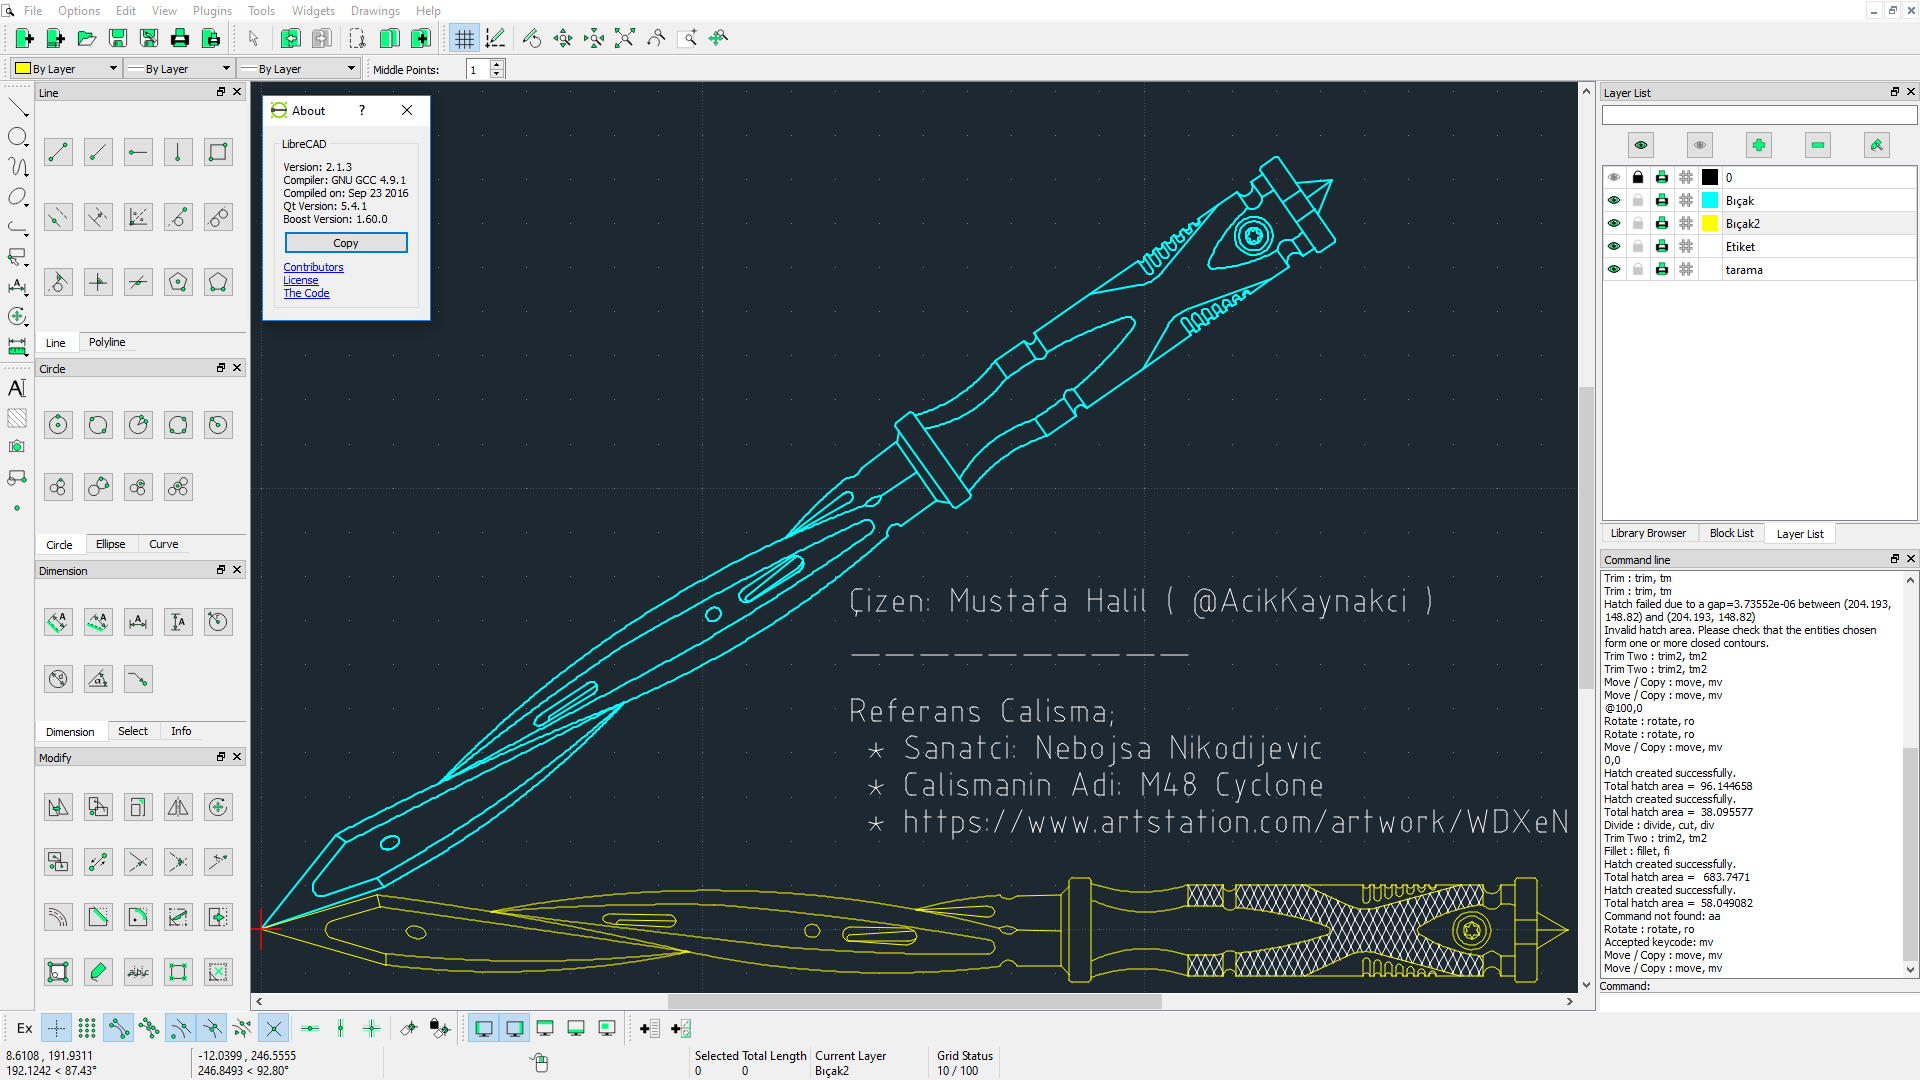 File Options Edit View Plugins Tools Widgets Drawings Help
By Layer By Layer By Layer Middle Points: 1
Line
Line Polyline
Circle
Circle Ellipse Curve
Dimension
Dimension Select Info
Modify
About ?
LibreCAD
Version: 2.1.3
Compiler: GNU GCC 4.9.1
Compiled on: Sep 23 2016
Qt Version: 5.4.1
Boost Version: 1.60.0
Copy
Contributors
License
The Code
Çizen: Mustafa Halil ( @AcikKaynakci )
Referans Calisma;
* Sanatci: Nebojsa Nikodijevic
* Calismanin Adi: M48 Cyclone
* https://www.artstation.com/artwork/WDXeN
Layer List
0
Bıçak
Bıçak2
Etiket
tarama
Library Browser Block List Layer List
Command line
Trim : trim, tm
Trim : trim, tm
Hatch failed due to a gap=3.73552e-06 between (204.193,
148.82) and (204.193, 148.82)
Invalid hatch area. Please check that the entities chosen
form one or more closed contours.
Trim Two : trim2, tm2
Trim Two : trim2, tm2
Move / Copy : move, mv
Move / Copy : move, mv
@100,0
Rotate : rotate, ro
Rotate : rotate, ro
Move / Copy : move, mv
0,0
Hatch created successfully.
Total hatch area = 96.144658
Hatch created successfully.
Total hatch area = 38.095577
Divide : divide, cut, div
Trim Two : trim2, tm2
Fillet : fillet, fi
Hatch created successfully.
Total hatch area = 683.7471
Hatch created successfully.
Total hatch area = 58.049082
Command not found: aa
Rotate : rotate, ro
Accepted keycode: mv
Move / Copy : move, mv
Move / Copy : move, mv
Command:
Ex
8.6108 , 191.9311 -12.0399 , 246.5555 Selected Total Length Current Layer Grid Status
192.1242 < 87.43° 246.8493 < 92.80° 0 0 Bıçak2 10 / 100